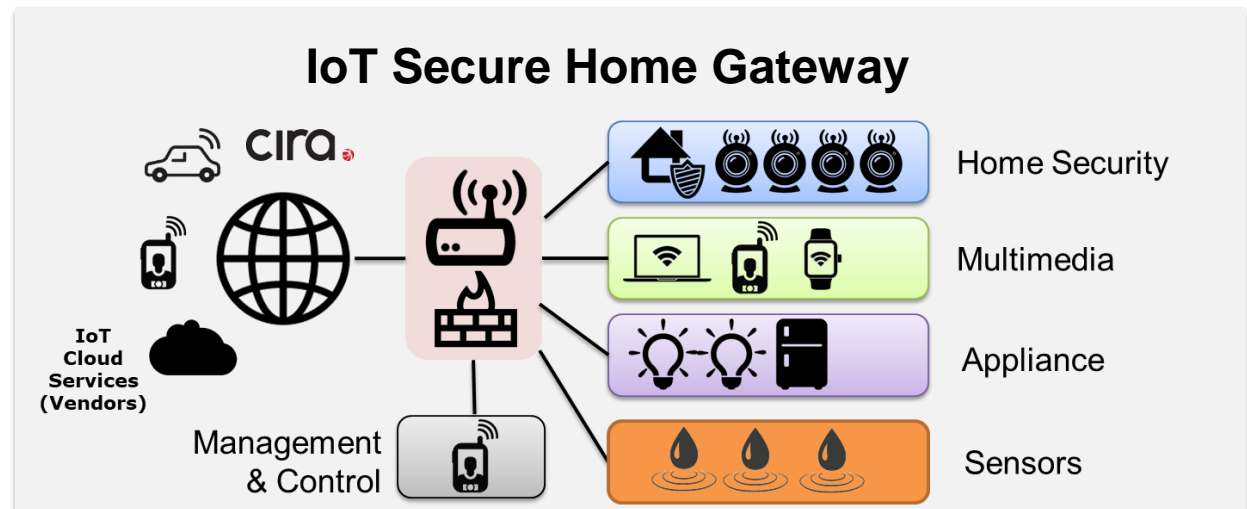 IoT Secure Home Gateway
cira
Home Security
Multimedia
IoT
Cloud
Services
(Vendors)
Appliance
Management
& Control
Sensors